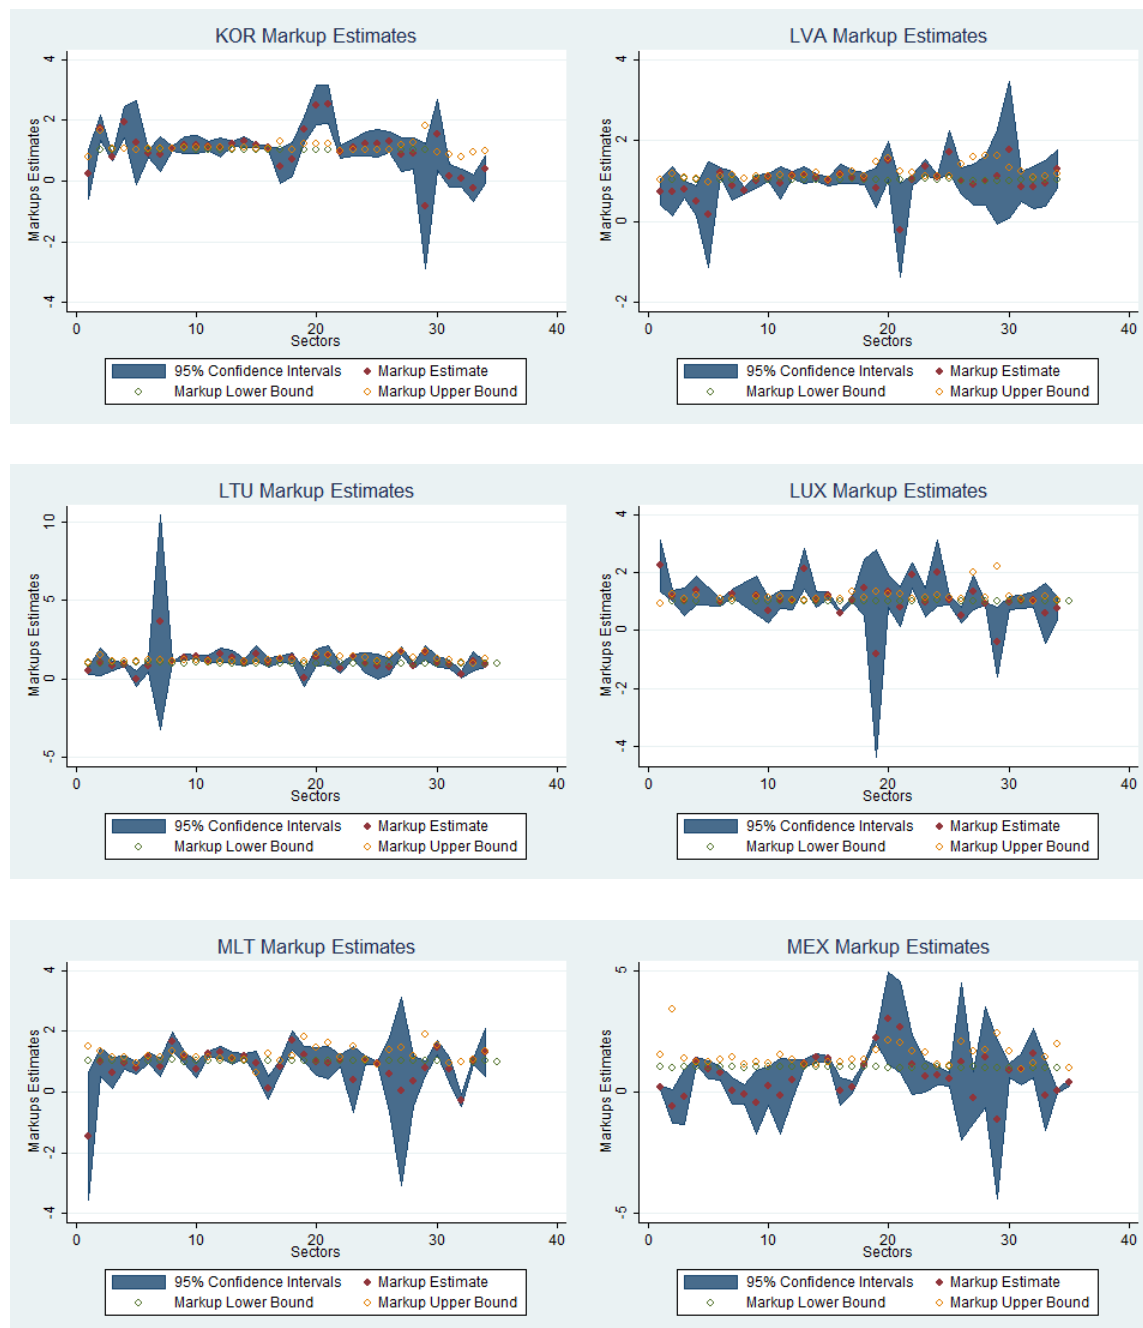 KOR Markup Estimates
Markups Estimates
4
2
0
-2
-4
0 10 20 30 40
Sectors
95% Confidence Intervals Markup Estimate
Markup Lower Bound Markup Upper Bound
LVA Markup Estimates
Markups Estimates
4
2
0
-2
0 10 20 30 40
Sectors
95% Confidence Intervals Markup Estimate
Markup Lower Bound Markup Upper Bound
LTU Markup Estimates
Markups Estimates
10
5
0
-5
0 10 20 30 40
Sectors
95% Confidence Intervals Markup Estimate
Markup Lower Bound Markup Upper Bound
LUX Markup Estimates
Markups Estimates
4
2
0
-2
-4
0 10 20 30 40
Sectors
95% Confidence Intervals Markup Estimate
Markup Lower Bound Markup Upper Bound
MLT Markup Estimates
Markups Estimates
4
2
0
-2
-4
0 10 20 30 40
Sectors
95% Confidence Intervals Markup Estimate
Markup Lower Bound Markup Upper Bound
MEX Markup Estimates
Markups Estimates
5
0
-5
0 10 20 30 40
Sectors
95% Confidence Intervals Markup Estimate
Markup Lower Bound Markup Upper Bound